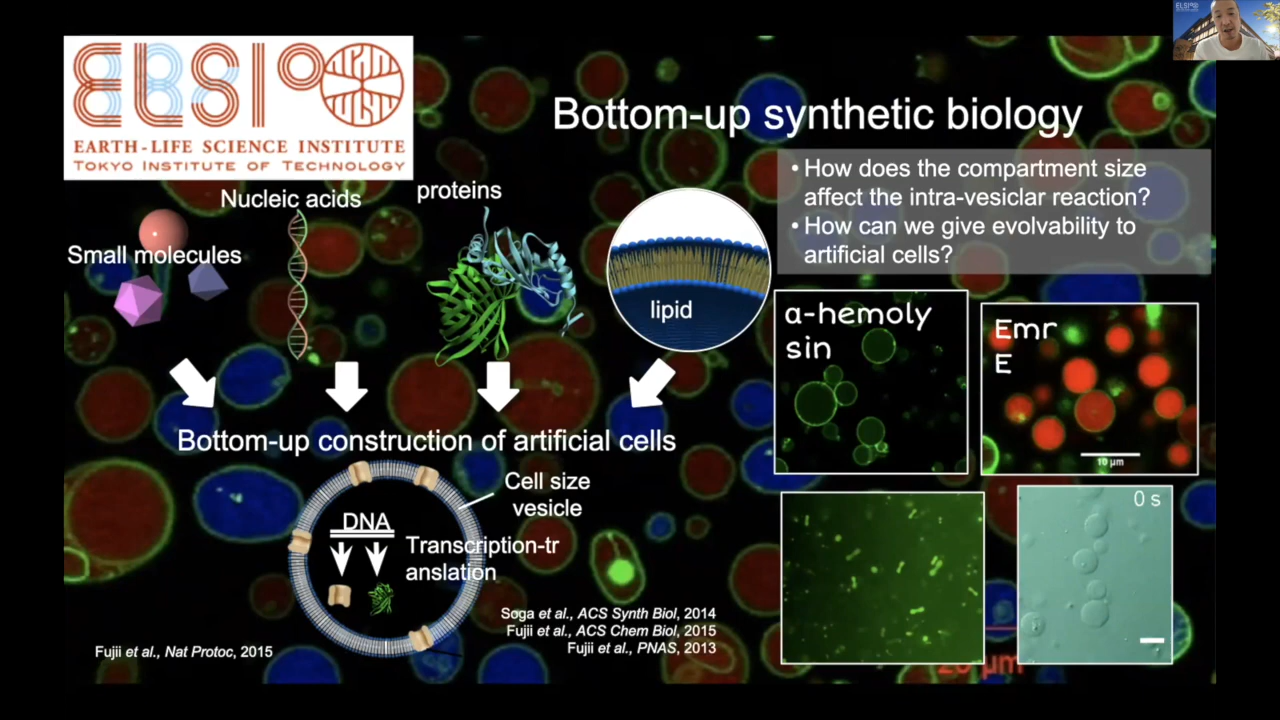 ELSI
EARTH-LIFE SCIENCE INSTITUTE
TOKYO INSTITUTE OF TECHNOLOGY
Bottom-up synthetic biology
• How does the compartment size
affect the intra-vesiclar reaction?
• How can we give evolvability to
artificial cells?
Nucleic acids
proteins
Small molecules
lipid
α-hemoly
sin
Emr
E
10 μm
Bottom-up construction of artificial cells
Cell size
vesicle
DNA
Transcription-tr
anslation
0 s
Soga et al., ACS Synth Biol, 2014
Fujii et al., ACS Chem Biol, 2015
Fujii et al., PNAS, 2013
Fujii et al., Nat Protoc, 2015
20 μm